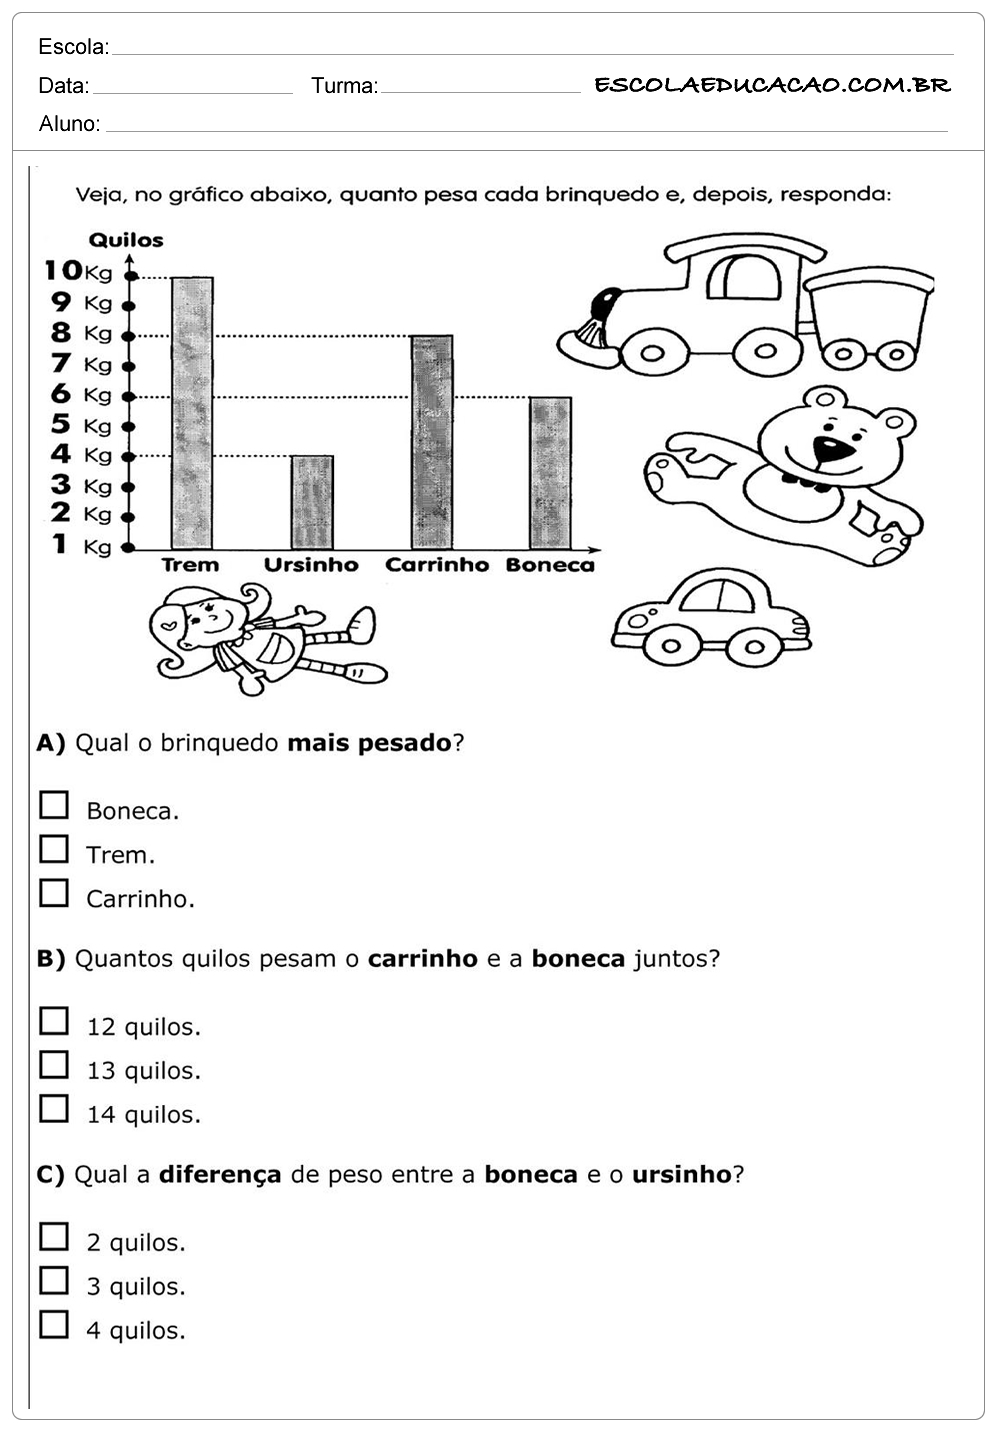 Escola:
Data: Turma: ESCOLAEDUCACAO.COM.BR
Aluno:
Veja, no gráfico abaixo, quanto pesa cada brinquedo e, depois, responda:
Quilos
10 Kg
9 Kg
8 Kg
7 Kg
6 Kg
5 Kg
4 Kg
3 Kg
2 Kg
1 Kg
Trem Ursinho Carrinho Boneca
A) Qual o brinquedo mais pesado?
Boneca.
Trem.
Carrinho.
B) Quantos quilos pesam o carrinho e a boneca juntos?
12 quilos.
13 quilos.
14 quilos.
C) Qual a diferença de peso entre a boneca e o ursinho?
2 quilos.
3 quilos.
4 quilos.